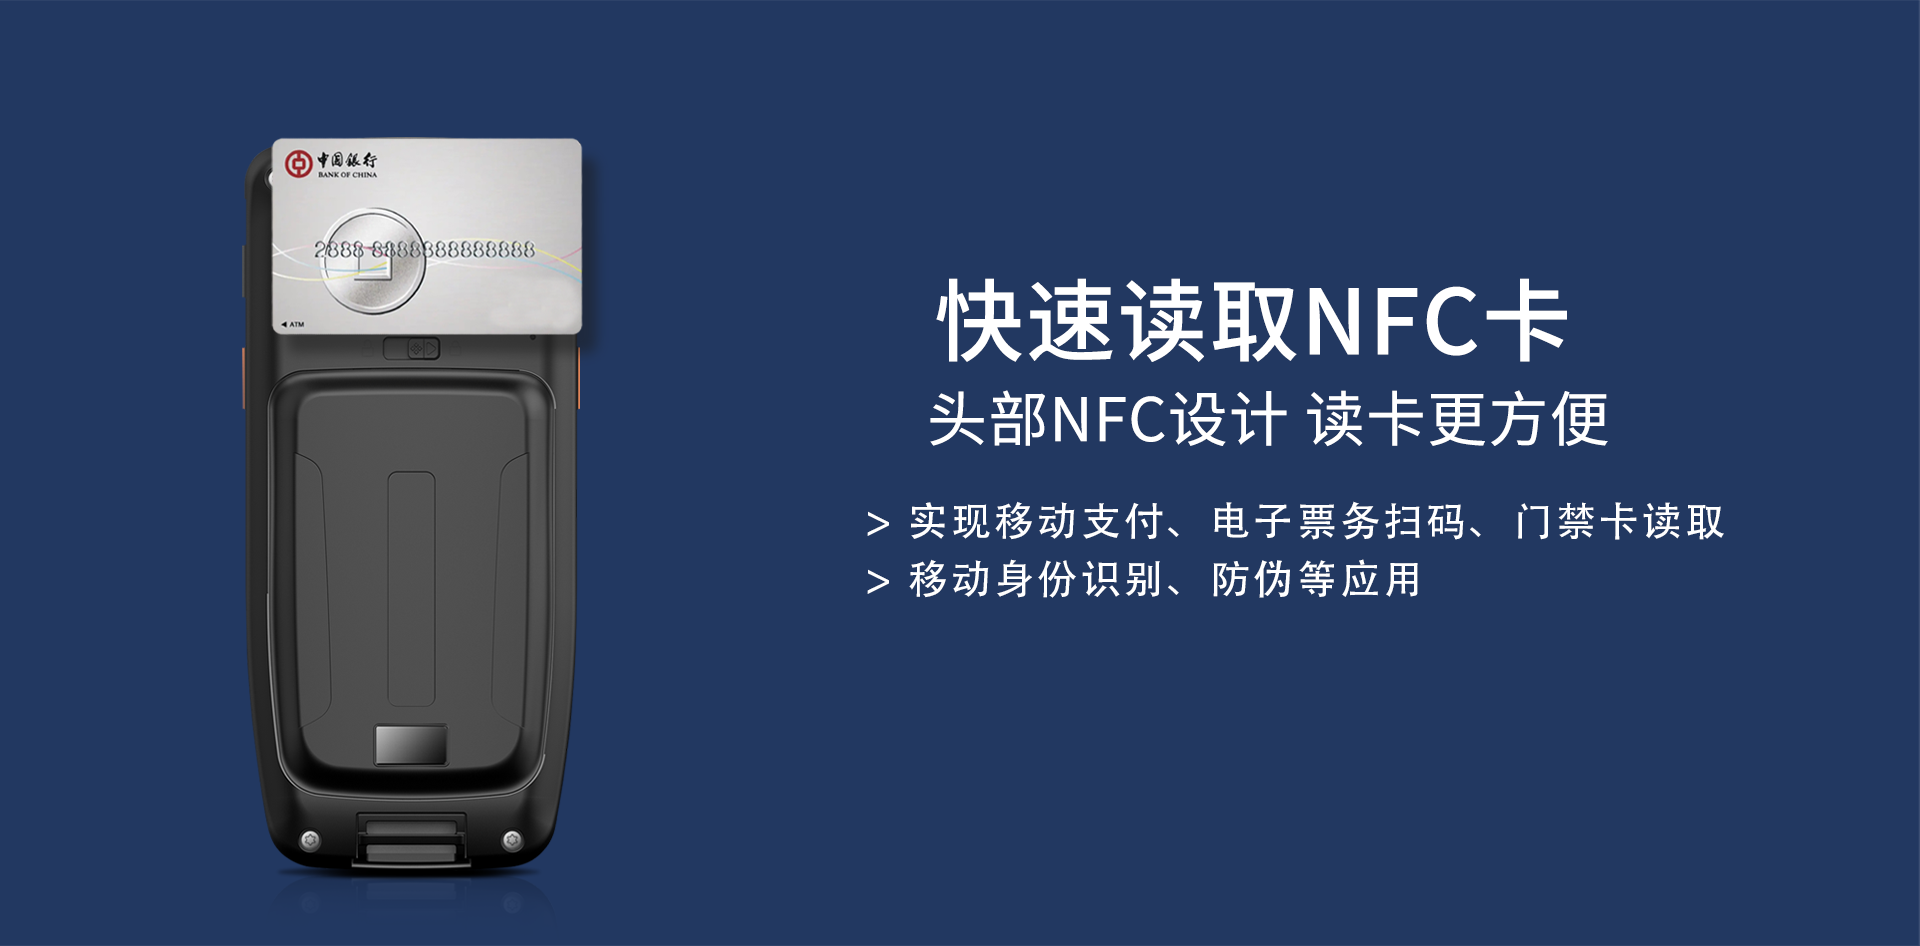 中国银行
BANK OF CHINA
2888 8888888888888
◀ ATM
快速读取NFC卡
头部NFC设计 读卡更方便
> 实现移动支付、电子票务扫码、门禁卡读取
> 移动身份识别、防伪等应用